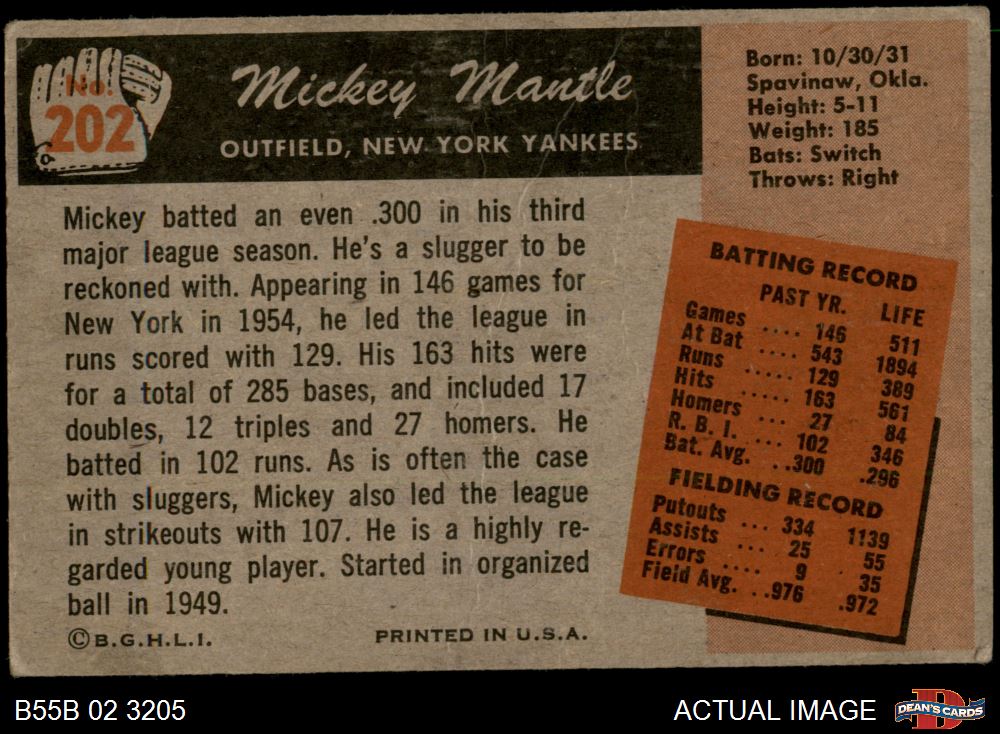 No.
202
Mickey Mantle
OUTFIELD, NEW YORK YANKEES
Born: 10/30/31
Spavinaw, Okla.
Height: 5-11
Weight: 185
Bats: Switch
Throws: Right
Mickey batted an even .300 in his third
major league season. He's a slugger to be
reckoned with. Appearing in 146 games for
New York in 1954, he led the league in
runs scored with 129. His 163 hits were
for a total of 285 bases, and included 17
doubles, 12 triples and 27 homers. He
batted in 102 runs. As is often the case
with sluggers, Mickey also led the league
in strikeouts with 107. He is a highly re-
garded young player. Started in organized
ball in 1949.
©B.G.H.L.I. PRINTED IN U.S.A.
BATTING RECORD
PAST YR. LIFE
Games .... 146 511
At Bat .... 543 1894
Runs ..... 129 389
Hits ..... 163 561
Homers ... 27 84
R. B. I. ... 102 346
Bat. Avg. ..300 .296
FIELDING RECORD
Putouts ... 334 1139
Assists ... 25 55
Errors .... 9 35
Field Avg. ..976 .972
B55B 02 3205 ACTUAL IMAGE DEAN'S CARDS